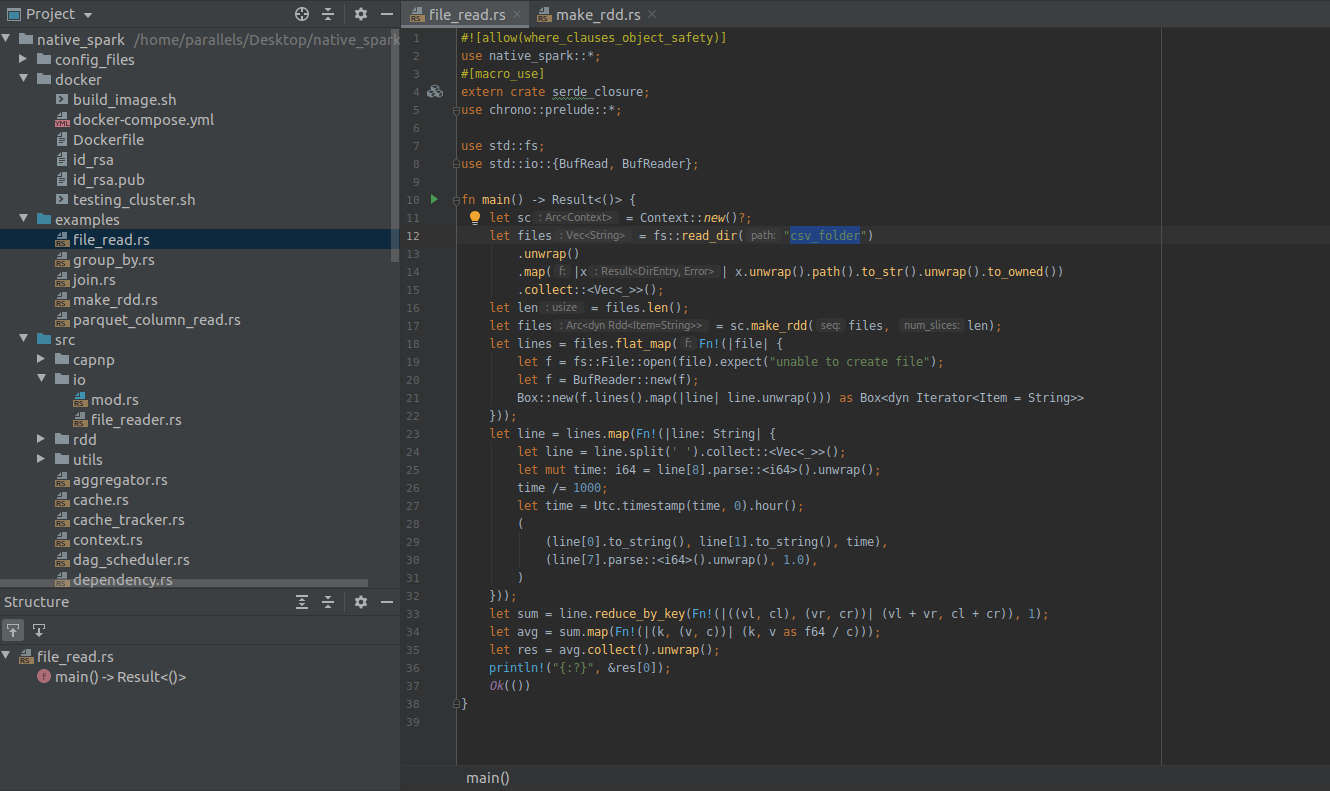 Project
native_spark /home/parallels/Desktop/native_spark
config_files
docker
build_image.sh
docker-compose.yml
Dockerfile
id_rsa
id_rsa.pub
testing_cluster.sh
examples
file_read.rs
group_by.rs
join.rs
make_rdd.rs
parquet_column_read.rs
src
capnp
io
mod.rs
file_reader.rs
rdd
utils
aggregator.rs
cache.rs
cache_tracker.rs
context.rs
dag_scheduler.rs
dependency.rs
Structure
file_read.rs
main() -> Result<()>
file_read.rs make_rdd.rs
1 #![allow(where_clauses_object_safety)]
2 use native_spark::*;
3 #[macro_use]
4 extern crate serde_closure;
5 use chrono::prelude::*;
6
7 use std::fs;
8 use std::io::{BufRead, BufReader};
9
10 fn main() -> Result<()> {
11 let sc : Arc<Context> = Context::new()?;
12 let files : Vec<String> = fs::read_dir( path: "csv_folder")
13 .unwrap()
14 .map( f: |x : Result<DirEntry, Error> | x.unwrap().path().to_str().unwrap().to_owned())
15 .collect::<Vec<_>>();
16 let len : usize = files.len();
17 let files : Arc<dyn Rdd<Item=String>> = sc.make_rdd( seq: files, num_slices: len);
18 let lines = files.flat_map( f: Fn!(|file| {
19 let f = fs::File::open(file).expect("unable to create file");
20 let f = BufReader::new(f);
21 Box::new(f.lines().map(|line| line.unwrap())) as Box<dyn Iterator<Item = String>>
22 }));
23 let line = lines.map(Fn!(|line: String| {
24 let line = line.split(' ').collect::<Vec<_>>();
25 let mut time: i64 = line[8].parse::<i64>().unwrap();
26 time /= 1000;
27 let time = Utc.timestamp(time, 0).hour();
28 (
29 (line[0].to_string(), line[1].to_string(), time),
30 (line[7].parse::<i64>().unwrap(), 1.0),
31 )
32 }));
33 let sum = line.reduce_by_key(Fn!(|((vl, cl), (vr, cr))| (vl + vr, cl + cr)), 1);
34 let avg = sum.map(Fn!(|(k, (v, c))| (k, v as f64 / c)));
35 let res = avg.collect().unwrap();
36 println!("{:?}", &res[0]);
37 Ok(())
38 }
39
main()